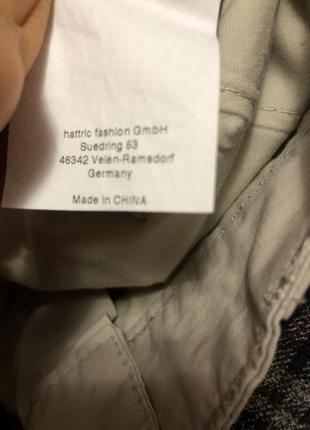 hattric fashion GmbH
Suedring 53
46342 Velen-Ramsdorf
Germany
Made in CHINA